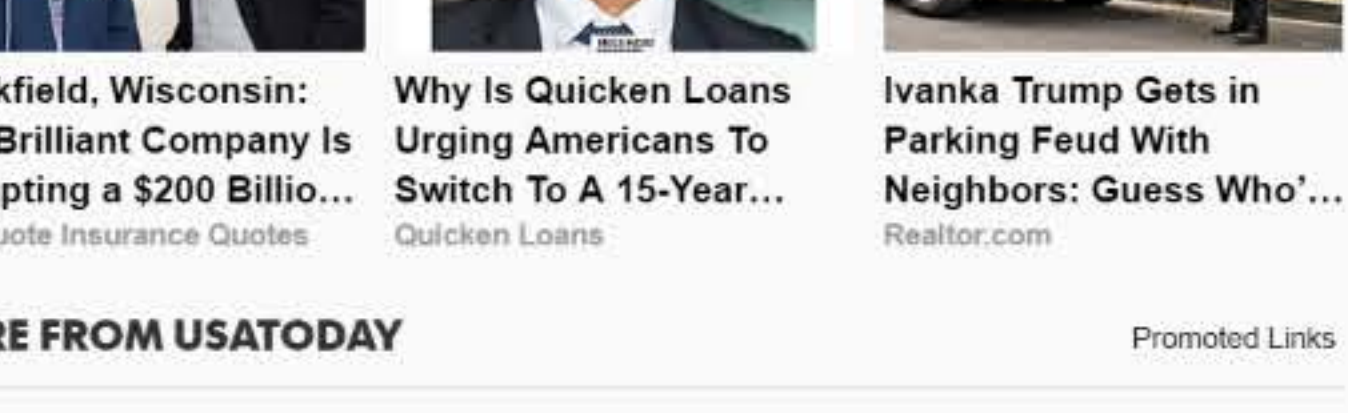 kfield, Wisconsin:
Brilliant Company Is
pting a $200 Billio...
uote Insurance Quotes
Why Is Quicken Loans
Urging Americans To
Switch To A 15-Year...
Quicken Loans
Ivanka Trump Gets in
Parking Feud With
Neighbors: Guess Who'...
Realtor.com
RE FROM USATODAY
Promoted Links